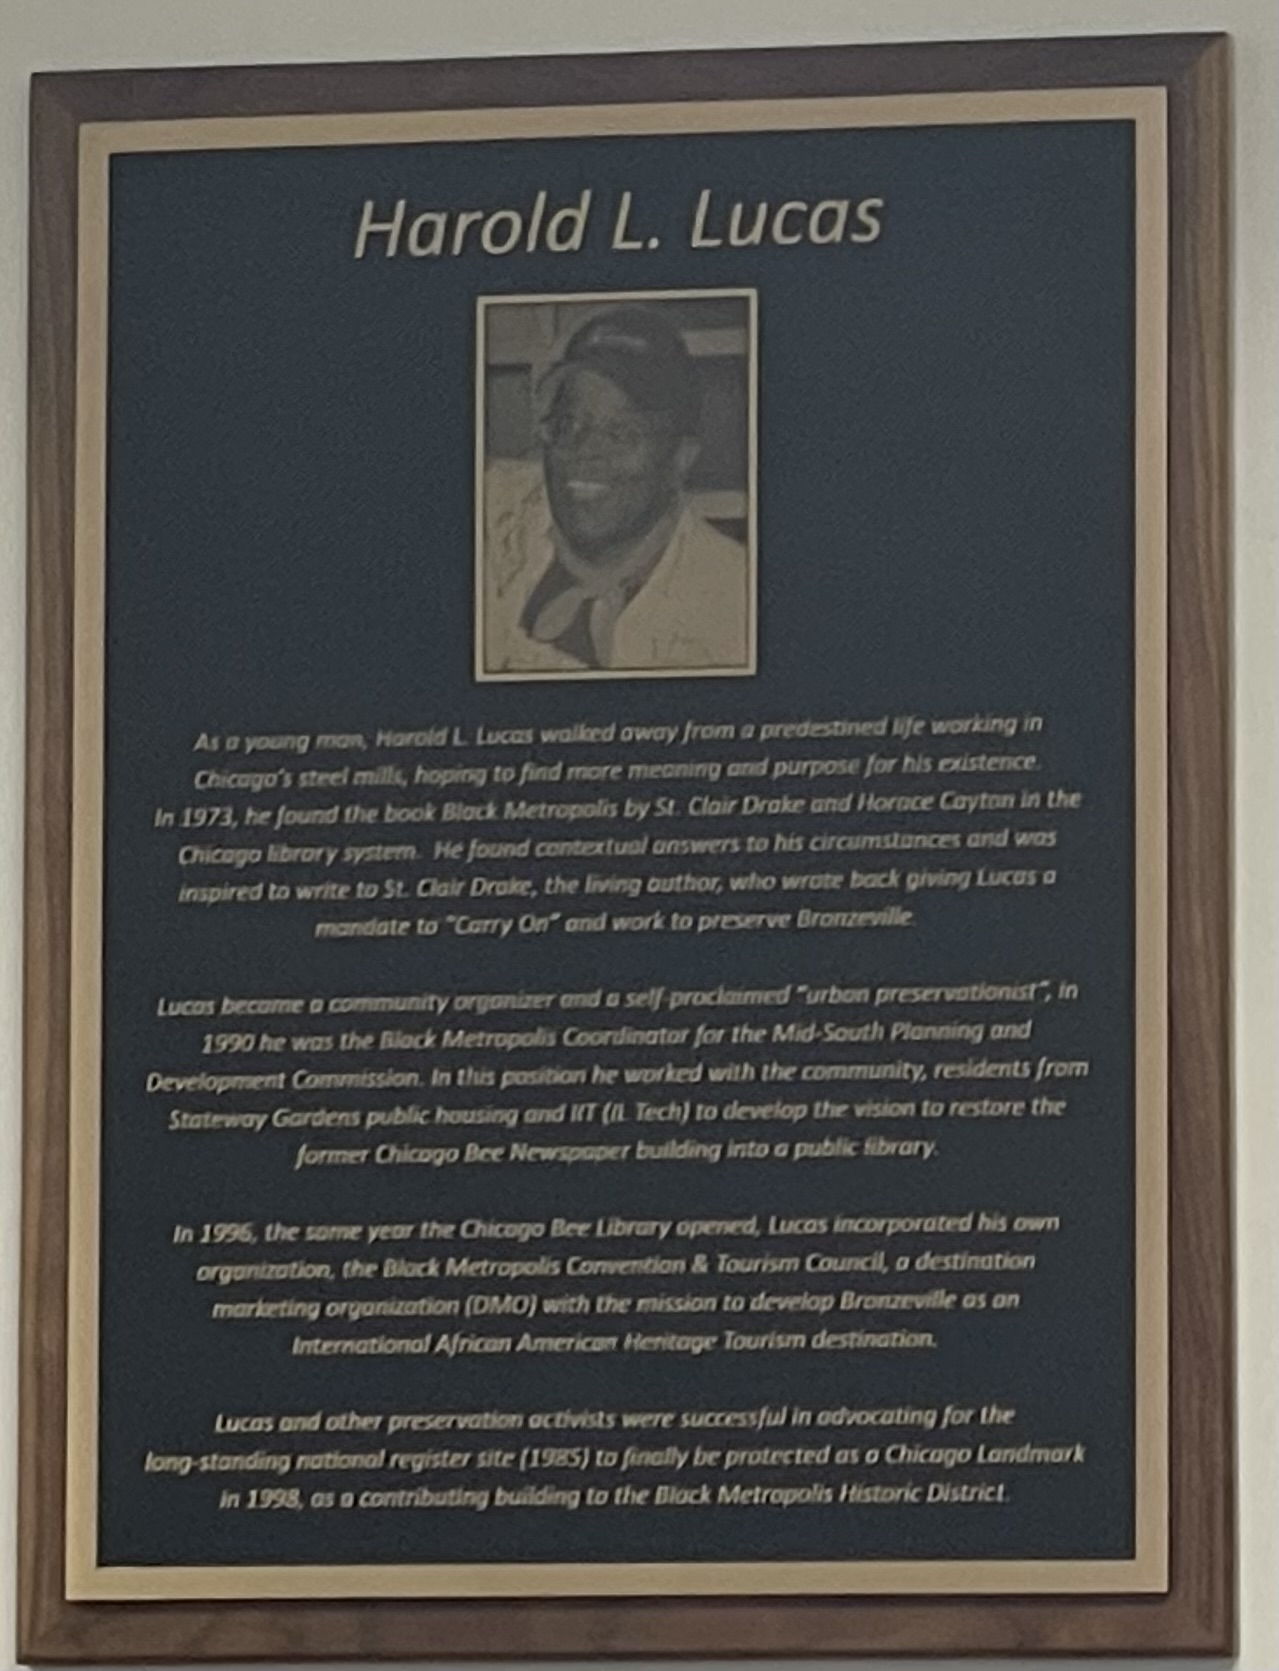 Harold L. Lucas
As a young man, Harold L. Lucas walked away from a predestined life working in
Chicago's steel mills, hoping to find more meaning and purpose for his existence.
In 1973, he found the book Black Metropolis by St. Clair Drake and Horace Cayton in the
Chicago library system. He found contextual answers to his circumstances and was
inspired to write to St. Clair Drake, the living author, who wrote back giving Lucas a
mandate to "Carry On" and work to preserve Bronzeville.
Lucas became a community organizer and a self-proclaimed "urban preservationist", in
1990 he was the Black Metropolis Coordinator for the Mid-South Planning and
Development Commission. In this position he worked with the community, residents from
Stateway Gardens public housing and IIT (IL Tech) to develop the vision to restore the
former Chicago Bee Newspaper building into a public library.
In 1996, the same year the Chicago Bee Library opened, Lucas incorporated his own
organization, the Black Metropolis Convention & Tourism Council, a destination
marketing organization (DMO) with the mission to develop Bronzeville as an
International African American Heritage Tourism destination.
Lucas and other preservation activists were successful in advocating for the
long-standing national register site (1985) to finally be protected as a Chicago Landmark
in 1998, as a contributing building to the Black Metropolis Historic District.